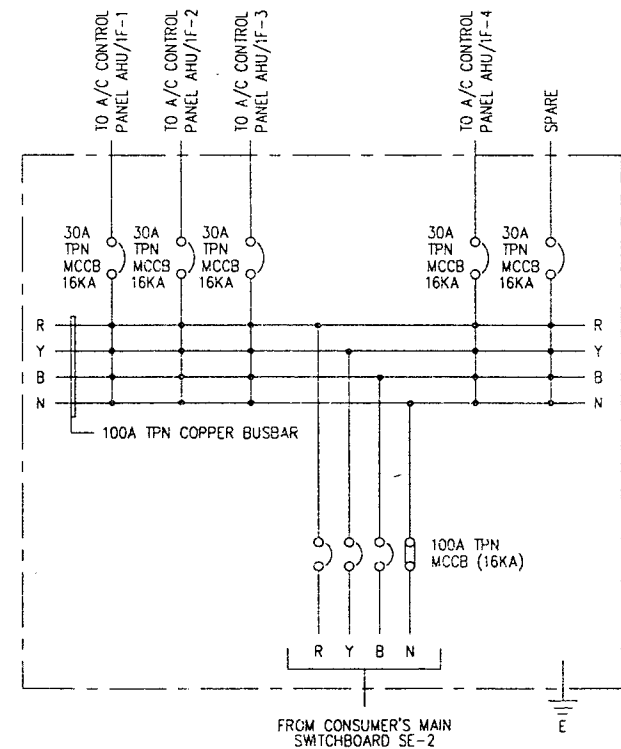 TO A/C CONTROL
PANEL AHU/1F-1
TO A/C CONTROL
PANEL AHU/1F-2
TO A/C CONTROL
PANEL AHU/1F-3
TO A/C CONTROL
PANEL AHU/1F-4
SPARE
30A
TPN
MCCB
16KA
30A
TPN
MCCB
16KA
30A
TPN
MCCB
16KA
30A
TPN
MCCB
16KA
30A
TPN
MCCB
16KA
R
R
Y
Y
B
B
N
N
100A TPN COPPER BUSBAR
100A TPN
MCCB (16KA)
R Y B N
FROM CONSUMER'S MAIN
SWITCHBOARD SE-2
E